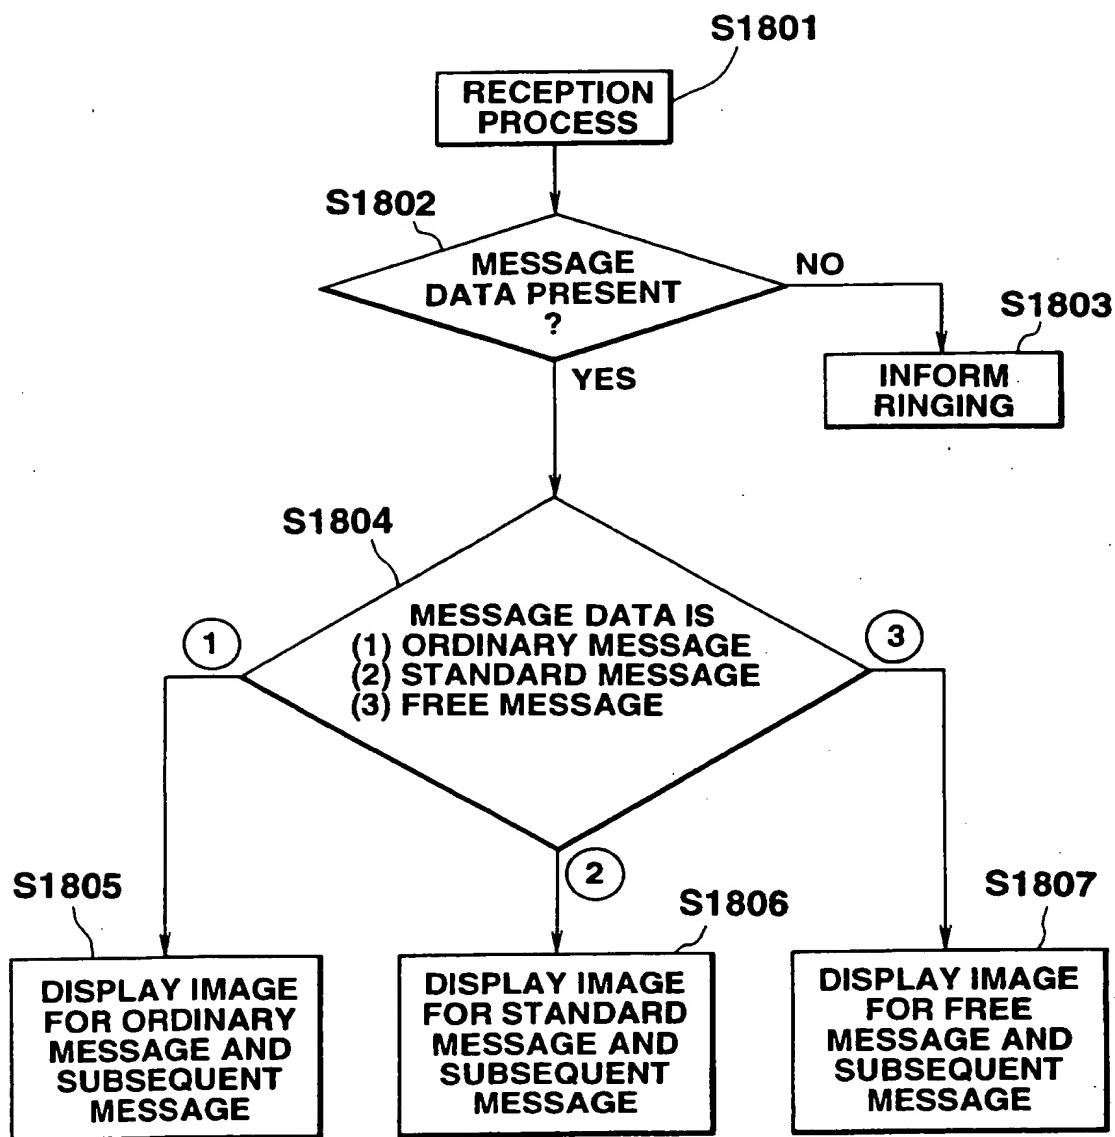 S1801
RECEPTION
PROCESS
S1802
MESSAGE
DATA PRESENT
?
NO
S1803
INFORM
RINGING
YES
S1804
MESSAGE DATA IS
(1) ORDINARY MESSAGE
(2) STANDARD MESSAGE
(3) FREE MESSAGE
1
3
2
S1805
DISPLAY IMAGE
FOR ORDINARY
MESSAGE AND
SUBSEQUENT
MESSAGE
S1806
DISPLAY IMAGE
FOR STANDARD
MESSAGE AND
SUBSEQUENT
MESSAGE
S1807
DISPLAY IMAGE
FOR FREE
MESSAGE AND
SUBSEQUENT
MESSAGE